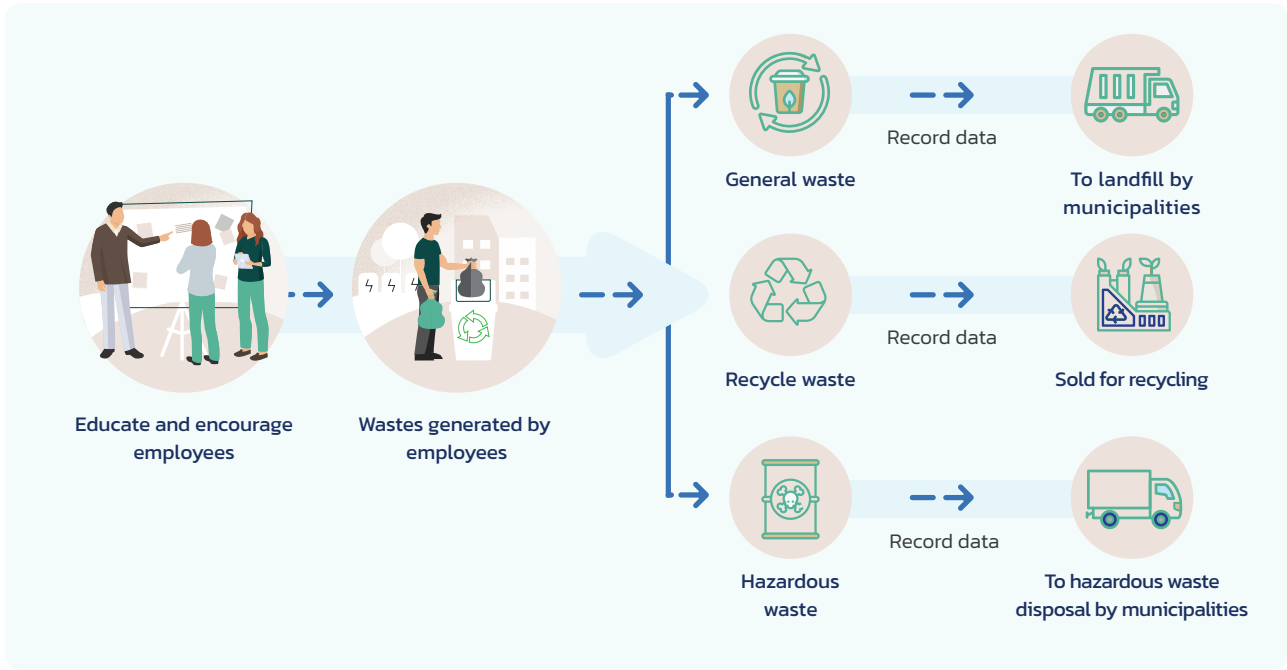 Educate and encourage
employees
Wastes generated by
employees
General waste
Record data
To landfill by
municipalities
Recycle waste
Record data
Sold for recycling
Hazardous
waste
Record data
To hazardous waste
disposal by municipalities